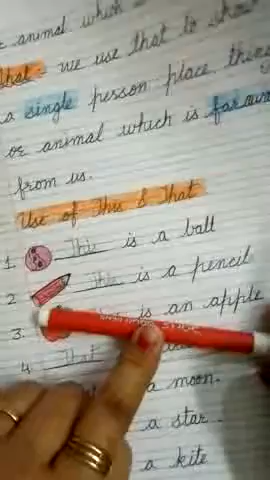 animal which
That:- we use that to show
a single person place thing
or animal which is far away
from us.
Use of This & That
1. This is a ball
2 This is a pencil
3. is an apple
4. That
a moon.
a star.
a kite